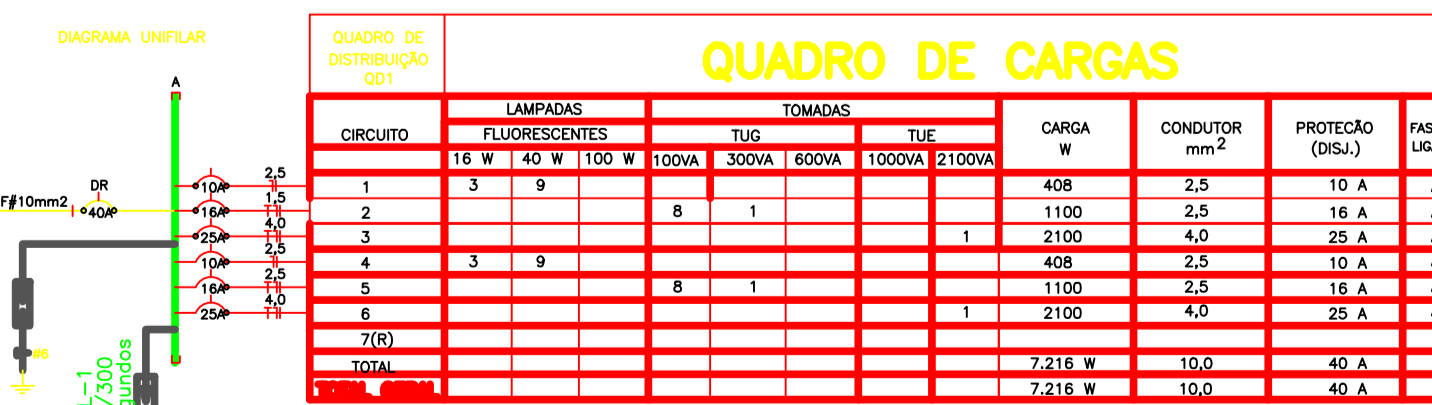 DIAGRAMA UNIFILAR
A
DR
F#10mm2
40A
10A 2,5
16A 1,5
25A 4,0
10A 2,5
16A 2,5
25A 4,0
#6
/300
QUADRO DE
DISTRIBUIÇÃO
QD1
QUADRO DE CARGAS
CIRCUITO LAMPADAS TOMADAS CARGA W CONDUTOR mm2 PROTECÃO (DISJ.)
FLUORESCENTES TUG TUE
16 W 40 W 100 W 100VA 300VA 600VA 1000VA 2100VA
1 3 9 408 2,5 10 A
2 8 1 1100 2,5 16 A
3 1 2100 4,0 25 A
4 3 9 408 2,5 10 A
5 8 1 1100 2,5 16 A
6 1 2100 4,0 25 A
7(R)
TOTAL 7.216 W 10,0 40 A
7.216 W 10,0 40 A